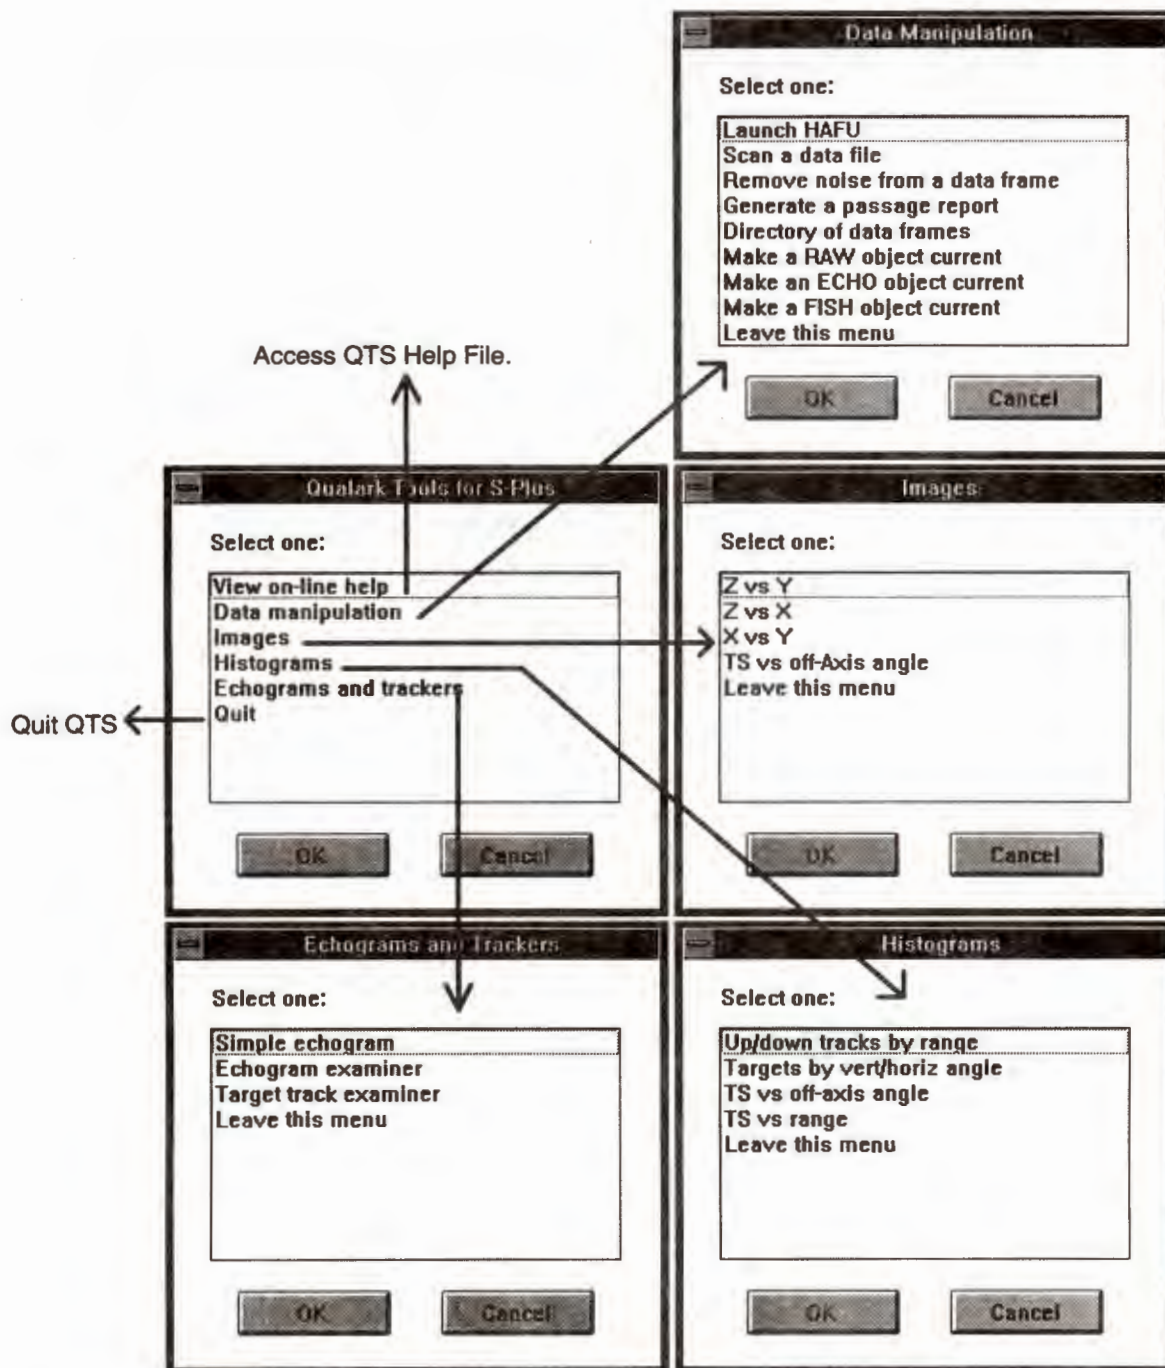 Data Manipulation
Select one:
Launch HAFU
Scan a data file
Remove noise from a data frame
Generate a passage report
Directory of data frames
Make a RAW object current
Make an ECHO object current
Make a FISH object current
Leave this menu
OK
Cancel
Access QTS Help File.
Qualark Tools for S-Plus
Select one:
View on-line help
Data manipulation
Images
Histograms
Echograms and trackers
Quit
OK
Cancel
Quit QTS
Images
Select one:
Z vs Y
Z vs X
X vs Y
TS vs off-Axis angle
Leave this menu
OK
Cancel
Echograms and Trackers
Select one:
Simple echogram
Echogram examiner
Target track examiner
Leave this menu
OK
Cancel
Histograms
Select one:
Up/down tracks by range
Targets by vert/horiz angle
TS vs off-axis angle
TS vs range
Leave this menu
OK
Cancel